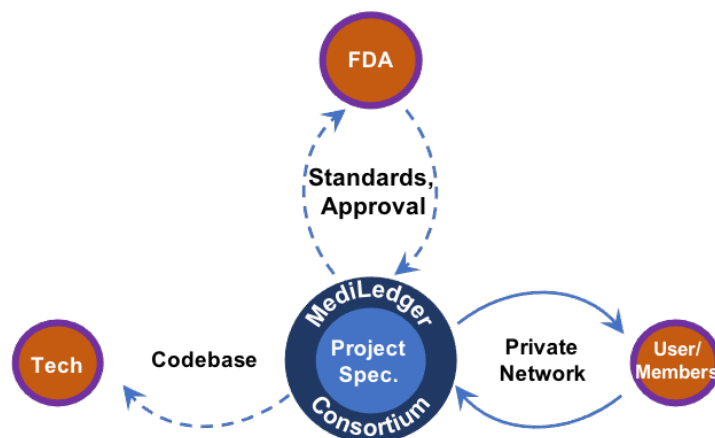 FDA
Standards,
Approval
MediLedger
Project
Spec.
Consortium
Tech
Codebase
Private
Network
User/
Members